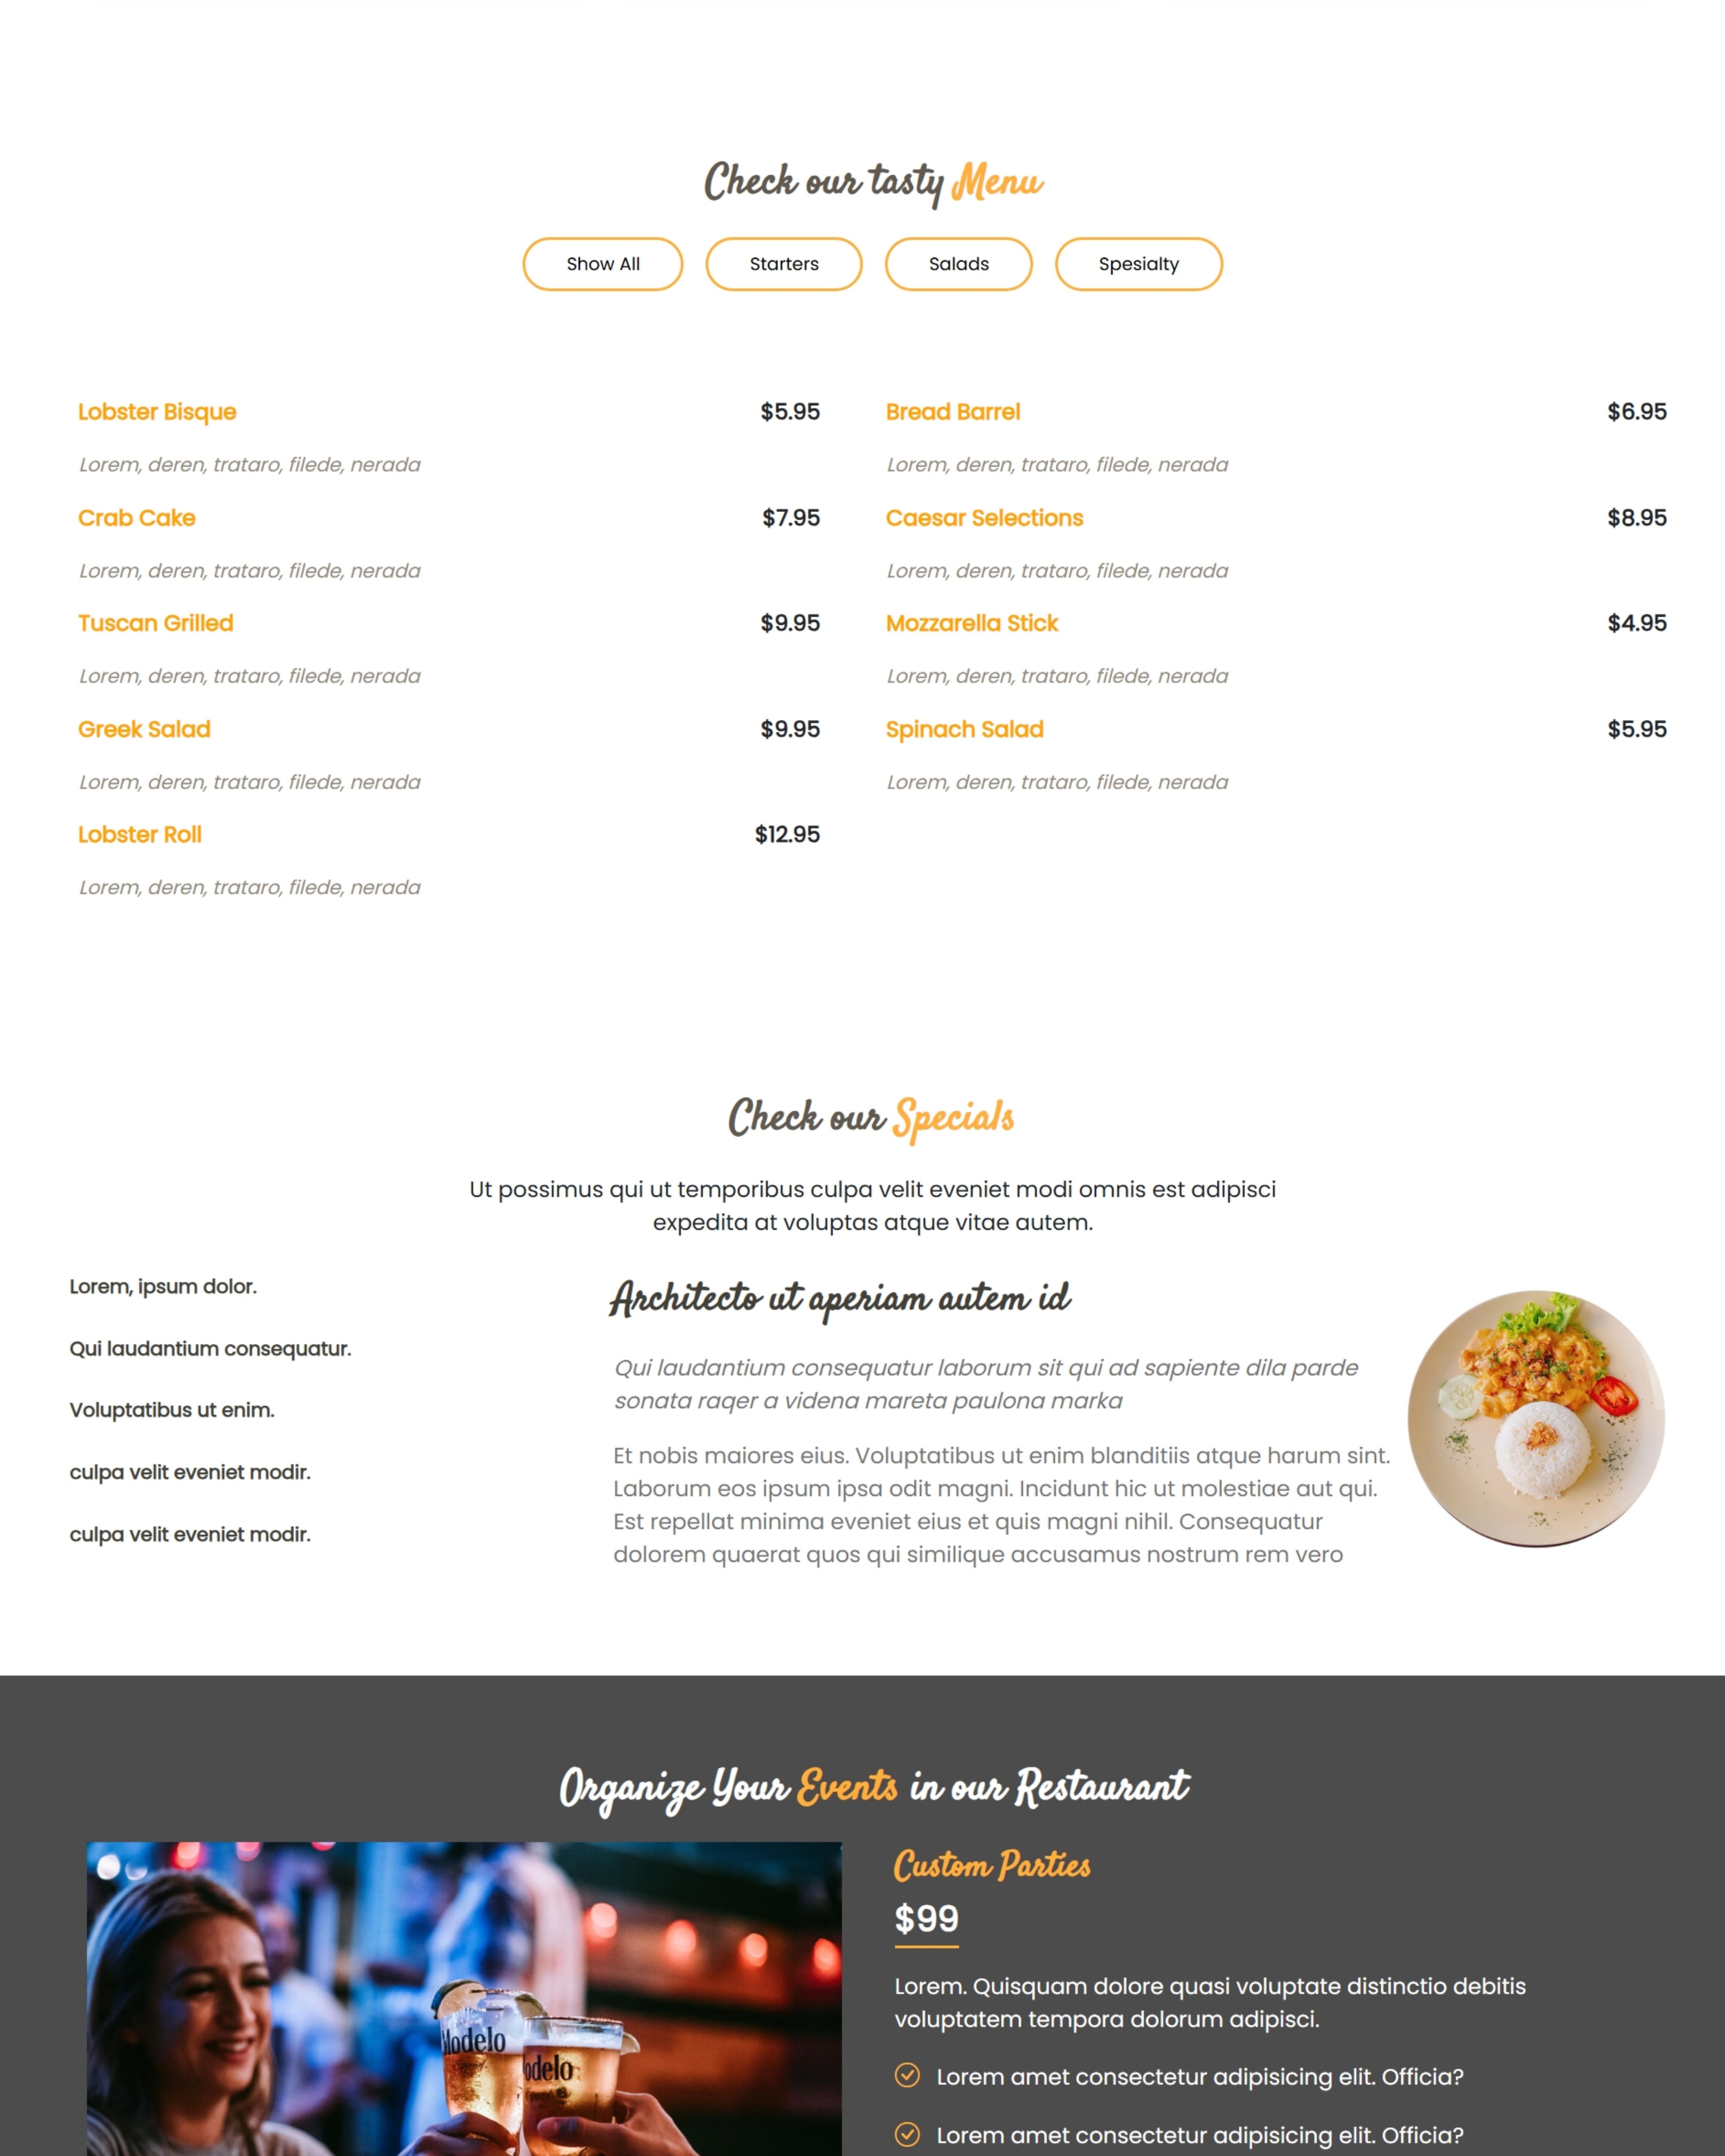 Check our tasty Menu
Show All
Starters
Salads
Spesialty
Lobster Bisque $5.95
Lorem, deren, trataro, filede, nerada
Crab Cake $7.95
Lorem, deren, trataro, filede, nerada
Tuscan Grilled $9.95
Lorem, deren, trataro, filede, nerada
Greek Salad $9.95
Lorem, deren, trataro, filede, nerada
Lobster Roll $12.95
Lorem, deren, trataro, filede, nerada
Bread Barrel $6.95
Lorem, deren, trataro, filede, nerada
Caesar Selections $8.95
Lorem, deren, trataro, filede, nerada
Mozzarella Stick $4.95
Lorem, deren, trataro, filede, nerada
Spinach Salad $5.95
Lorem, deren, trataro, filede, nerada
Check our Specials
Ut possimus qui ut temporibus culpa velit eveniet modi omnis est adipisci
expedita at voluptas atque vitae autem.
Lorem, ipsum dolor.
Qui laudantium consequatur.
Voluptatibus ut enim.
culpa velit eveniet modir.
culpa velit eveniet modir.
Architecto ut aperiam autem id
Qui laudantium consequatur laborum sit qui ad sapiente dila parde
sonata raqer a videna mareta paulona marka
Et nobis maiores eius. Voluptatibus ut enim blanditiis atque harum sint.
Laborum eos ipsum ipsa odit magni. Incidunt hic ut molestiae aut qui.
Est repellat minima eveniet eius et quis magni nihil. Consequatur
dolorem quaerat quos qui similique accusamus nostrum rem vero
Organize Your Events in our Restaurant
Modelo
odelo
Custom Parties
$99
Lorem. Quisquam dolore quasi voluptate distinctio debitis
voluptatem tempora dolorum adipisci.
Lorem amet consectetur adipisicing elit. Officia?
Lorem amet consectetur adipisicing elit. Officia?